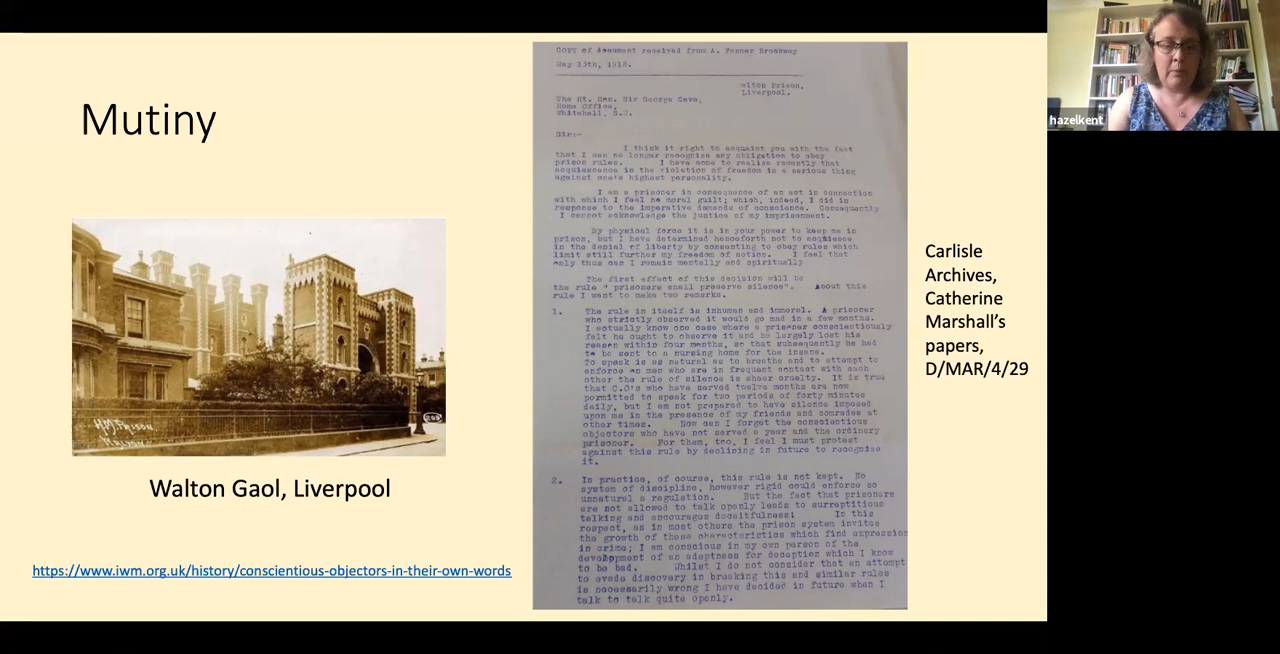 Mutiny
H.M. PRISON
WALTON.
203
Walton Gaol, Liverpool
https://www.iwm.org.uk/history/conscientious-objectors-in-their-own-words
COPY of document received from A. Fenner Brockway
May 13th, 1918.
Walton Prison,
Liverpool.
The Rt. Hon. Sir George Cave,
Home Office,
Whitehall, S.W.
Sir:-
I think it right to acquaint you with the fact
that I can no longer recognise any obligation to obey
prison rules. I have come to realise recently that
acquiescence in the violation of freedom is a serious thing
against one's highest personality.
I am a prisoner in consequence of an act in connection
with which I feel no moral guilt; which, indeed, I did in
response to the imperative demands of conscience. Consequently
I cannot acknowledge the justice of my imprisonment.
By physical force it is in your power to keep me in
prison, but I have determined henceforth not to acquiesce
in the denial of liberty by consenting to obey rules which
limit still further my freedom of action. I feel that
only thus can I remain mentally and spiritually
The first effect of this decision will be
the rule " prisoners shall preserve silence". About this
rule I want to make two remarks.
1. The rule in itself is inhuman and immoral. A prisoner
who strictly observed it would go mad in a few months.
I actually know one case where a prisoner conscientiously
felt he ought to observe it and he largely lost his
reason within four months, so that subsequently he had
to be sent to a nursing home for the insane.
To speak is as natural as to breathe and to attempt to
enforce on men who are in frequent contact with each
other the rule of silence is sheer cruelty. It is true
that C.O's who have served twelve months are now
permitted to speak for two periods of forty minutes
daily, but I am not prepared to have silence imposed
upon me in the presence of my friends and comrades at
other times. Now can I forget the conscientious
objectors who have not served a year and the ordinary
prisoner. For them, too, I feel I must protest
against this rule by declining in future to recognise
it.
2. In practice, of course, this rule is not kept. No
system of discipline, however rigid could enforce so
unnatural a regulation. But the fact that prisoners
are not allowed to talk openly leads to surreptitious
talking and encourages deceitfulness! In this
respect, as in most others the prison system invites
the growth of those characteristics which find expression
in crime; I am conscious in my own person of the
development of an adeptness for deception which I know
to be bad. Whilst I do not consider that an attempt
to evade discovery in breaking this and similar rules
is necessarily wrong I have decided in future when I
talk to talk quite openly.
Carlisle
Archives,
Catherine
Marshall's
papers,
D/MAR/4/29
hazelkent